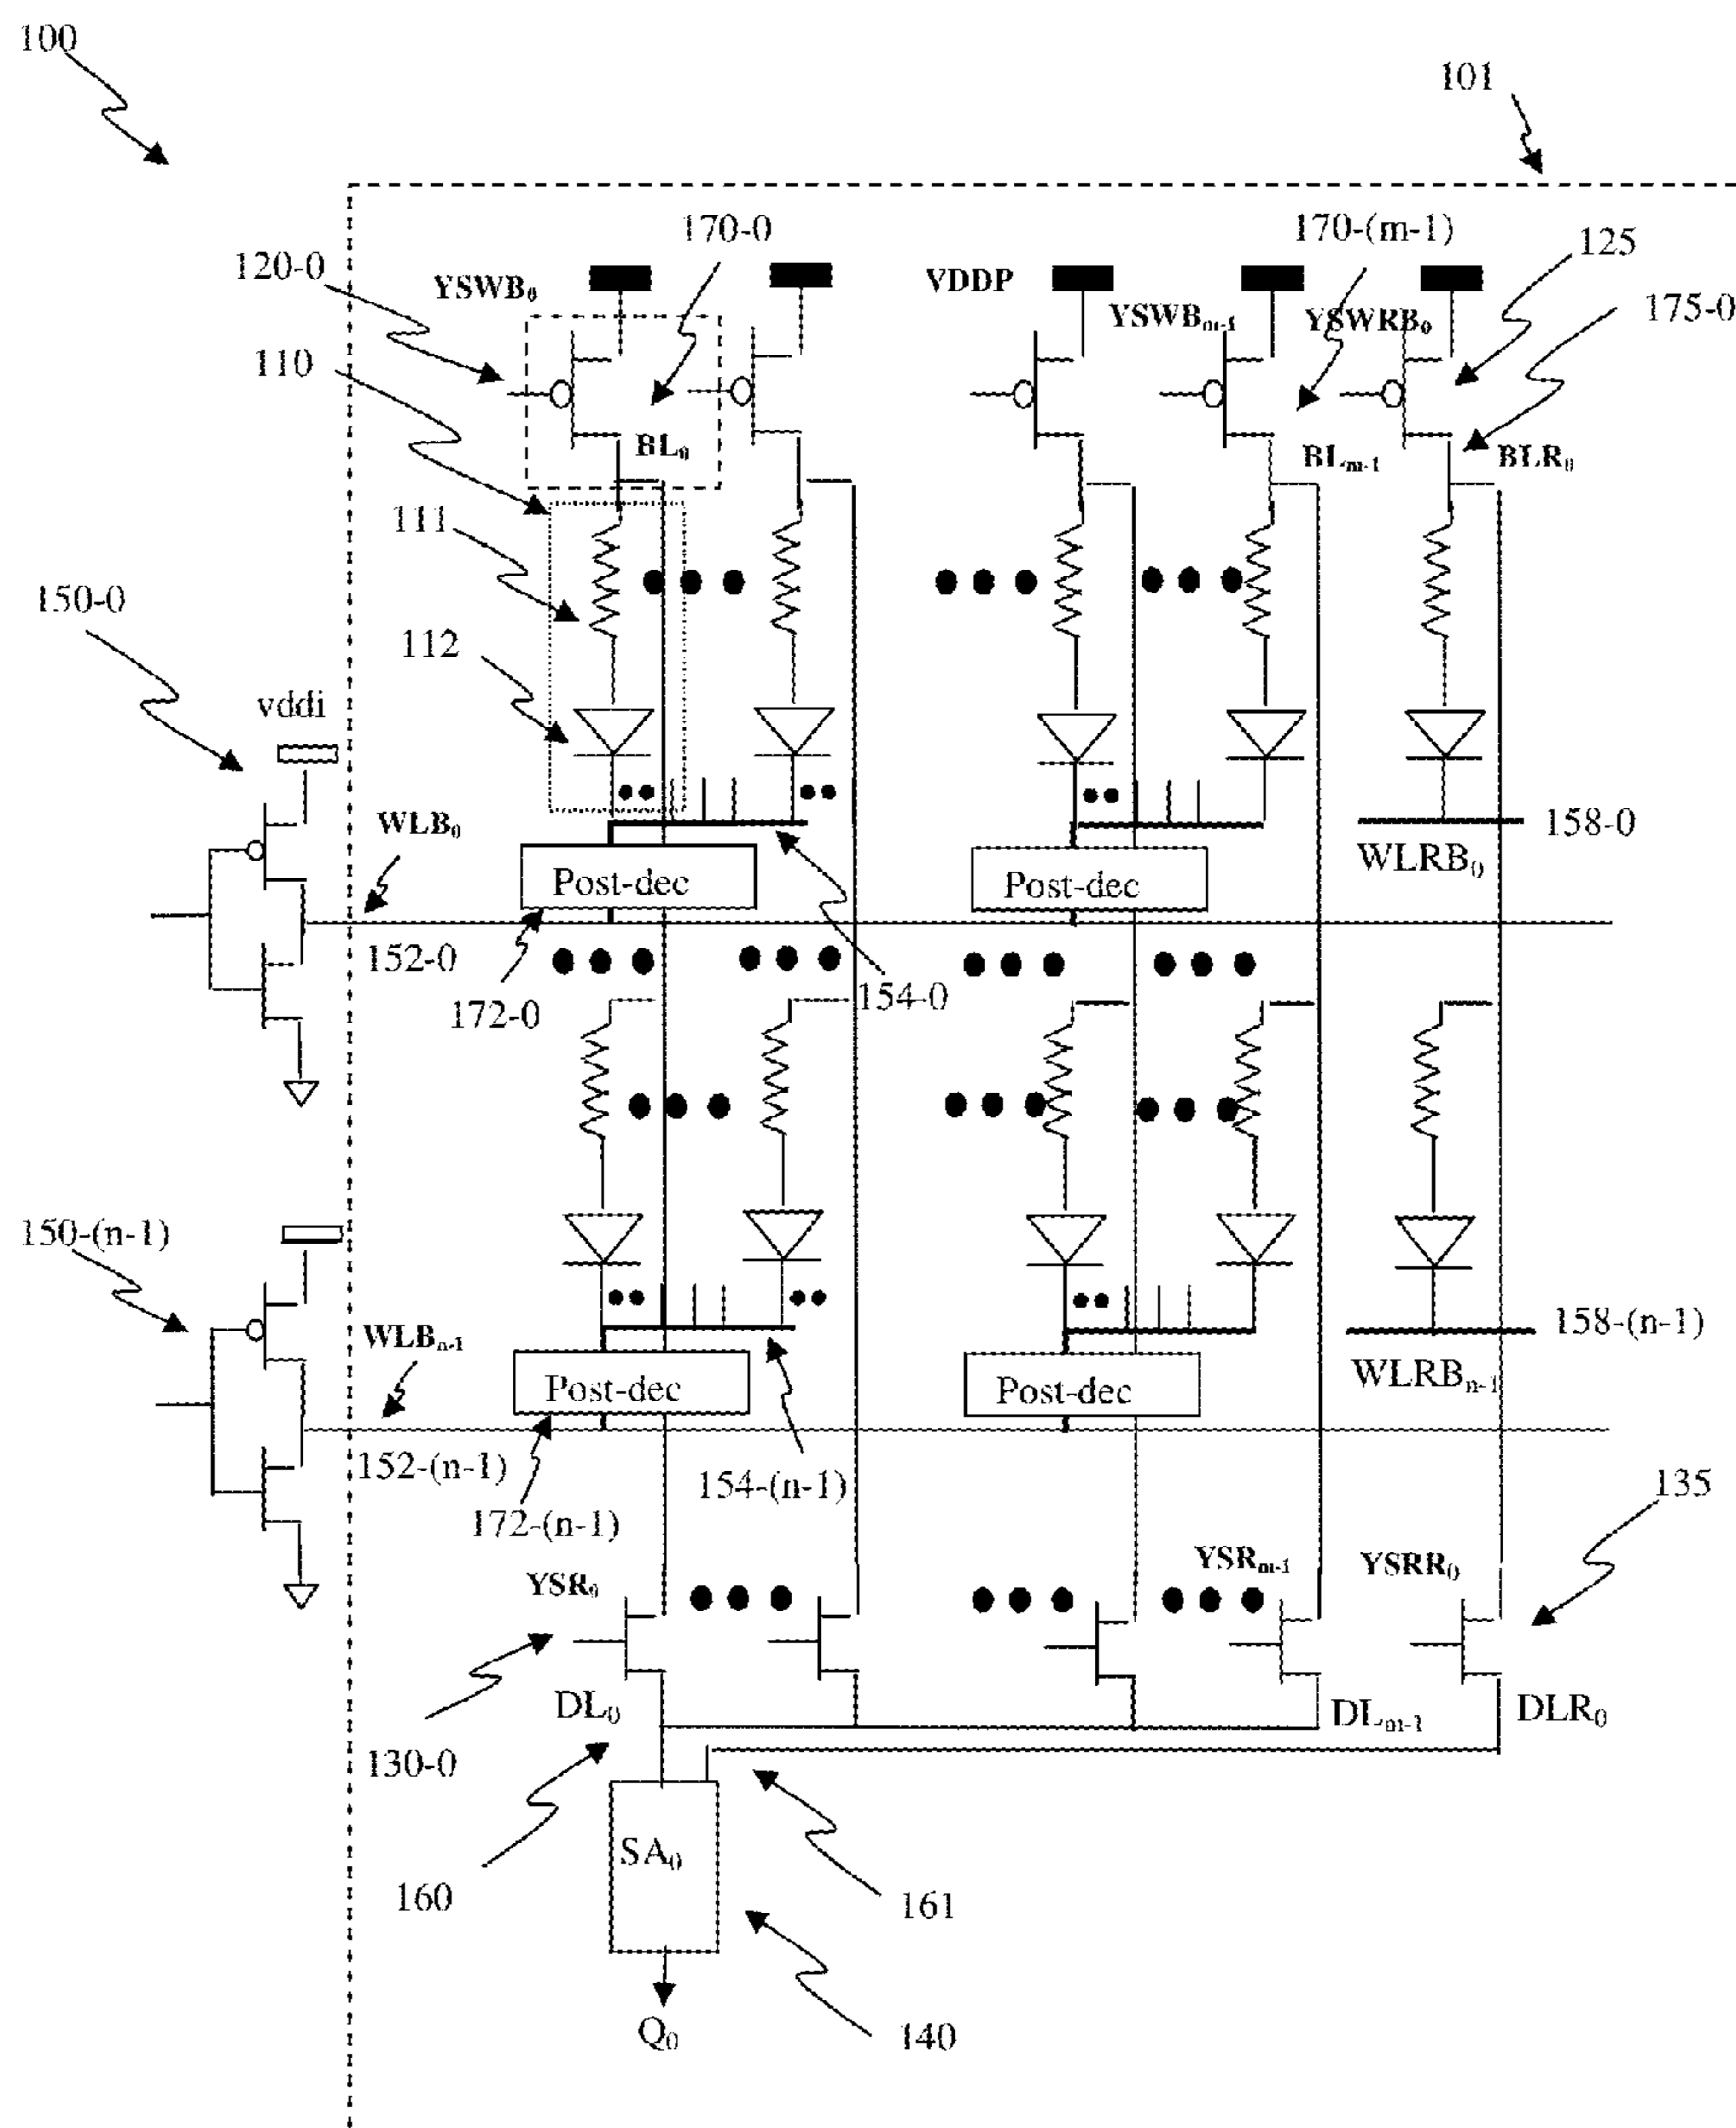 100
101
170-0
170-(m-1)
125
120-0
YSWB₀
VDDP
YSWBₘ₋₁
YSWRB₀
175-0
110
BL₀
BLₘ₋₁
BLR₀
111
150-0
112
vddi
WLB₀
158-0
WLRB₀
Post-dec
Post-dec
152-0
154-0
172-0
150-(n-1)
158-(n-1)
WLBₙ₋₁
WLRBₙ₋₁
Post-dec
Post-dec
152-(n-1)
154-(n-1)
135
172-(n-1)
YSR₀
YSRₘ₋₁
YSRR₀
DL₀
DLₘ₋₁
DLR₀
130-0
SA₀
160
161
Q₀
140